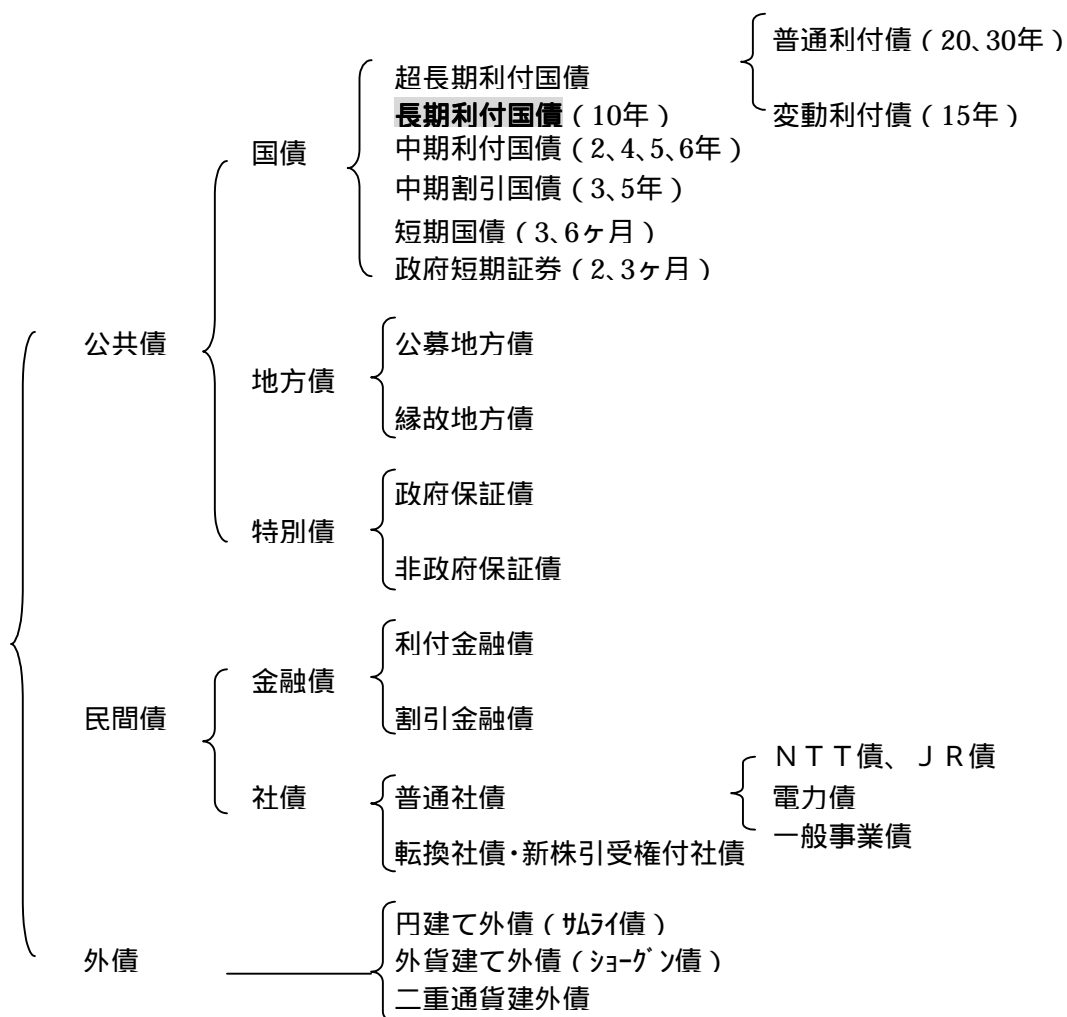 普通利付債（20、30年）
超長期利付国債
長期利付国債（10年）
変動利付債（15年）
国債
中期利付国債（2、4、5、6年）
中期割引国債（3、5年）
短期国債（3、6ヶ月）
政府短期証券（2、3ヶ月）
公共債
公募地方債
地方債
縁故地方債
政府保証債
特別債
非政府保証債
利付金融債
金融債
割引金融債
民間債
ＮＴＴ債、ＪＲ債
社債
普通社債
電力債
一般事業債
転換社債・新株引受権付社債
円建て外債（ｻﾑﾗｲ債）
外債
外貨建て外債（ｼｮｰｸﾞﾝ債）
二重通貨建外債